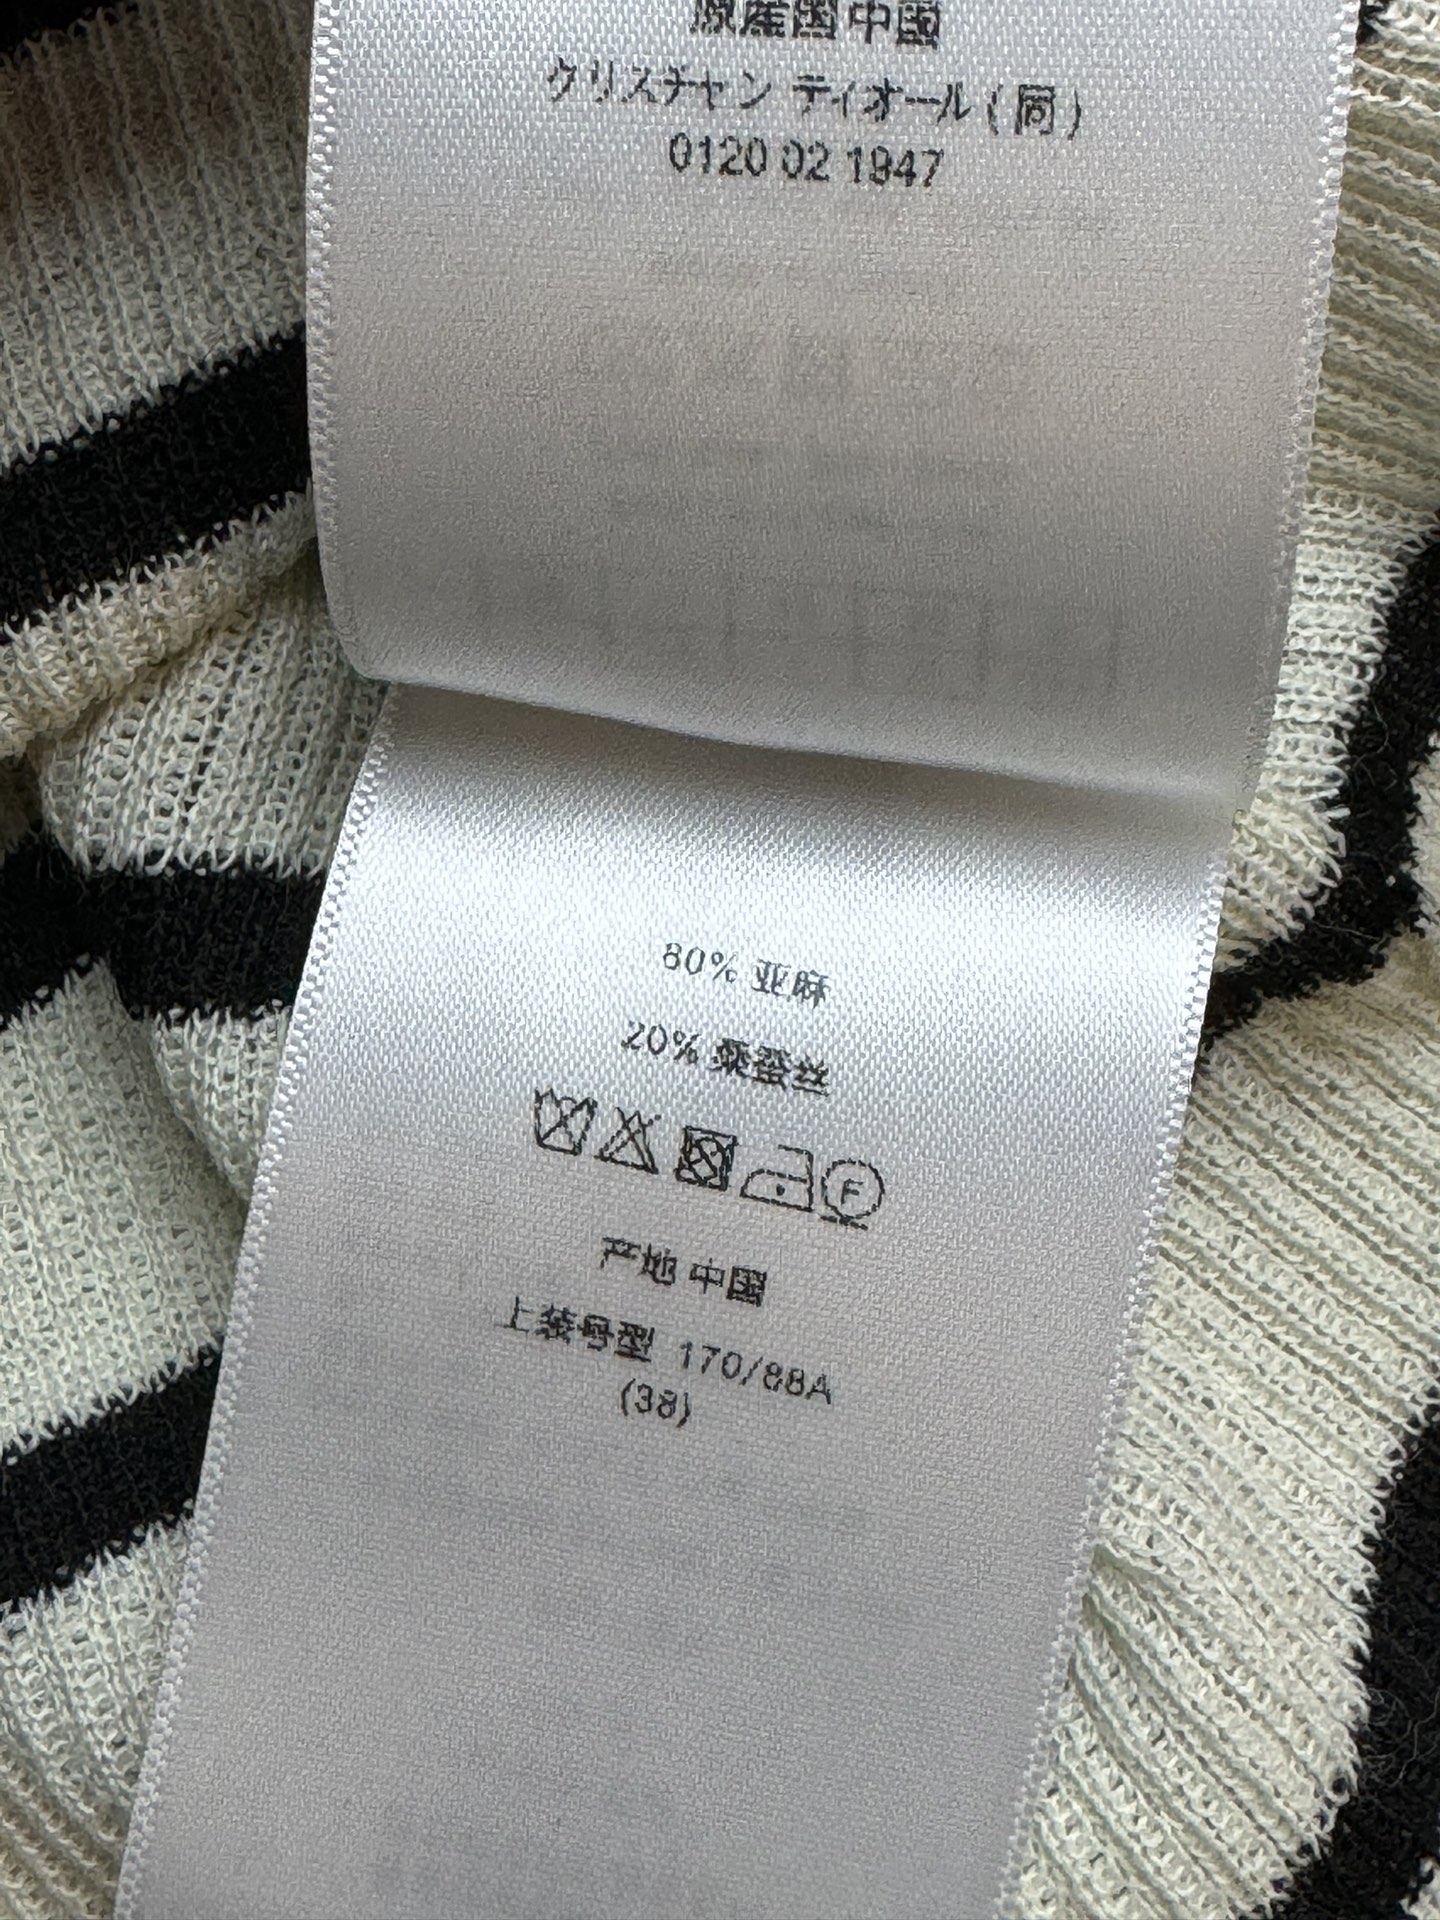 原産国中国
クリスチャン ディオール (同)
0120 02 1947
80% 亚麻
20% 桑蚕丝
F
产地 中国
上装号型 170/88A
(38)